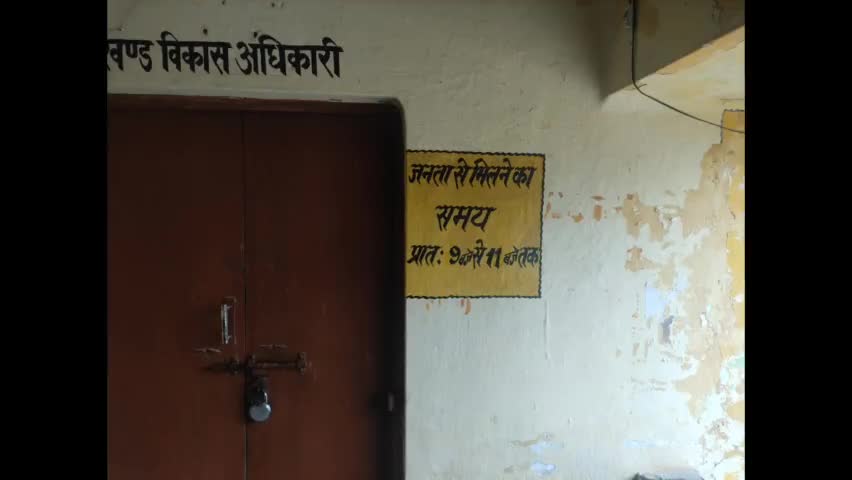 खण्ड विकास अधिकारी
जनता से मिलने का
समय
प्रात: 9 बजे से 11 बजे तक